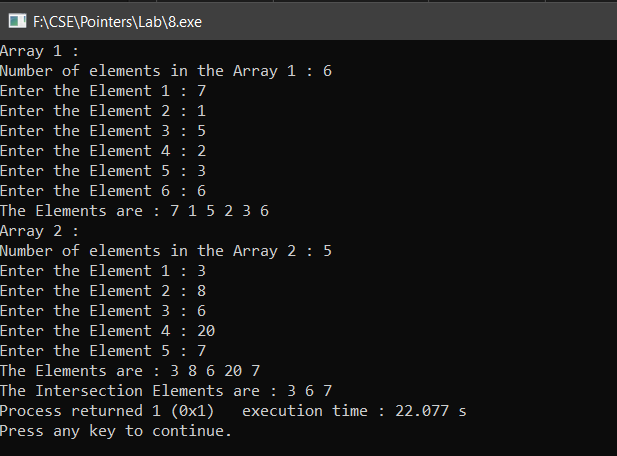 F:\CSE\Pointers\Lab\8.exe
Array 1 :
Number of elements in the Array 1 : 6
Enter the Element 1 : 7
Enter the Element 2 : 1
Enter the Element 3 : 5
Enter the Element 4 : 2
Enter the Element 5 : 3
Enter the Element 6 : 6
The Elements are : 7 1 5 2 3 6
Array 2 :
Number of elements in the Array 2 : 5
Enter the Element 1 : 3
Enter the Element 2 : 8
Enter the Element 3 : 6
Enter the Element 4 : 20
Enter the Element 5 : 7
The Elements are : 3 8 6 20 7
The Intersection Elements are : 3 6 7
Process returned 1 (0x1)   execution time : 22.077 s
Press any key to continue.